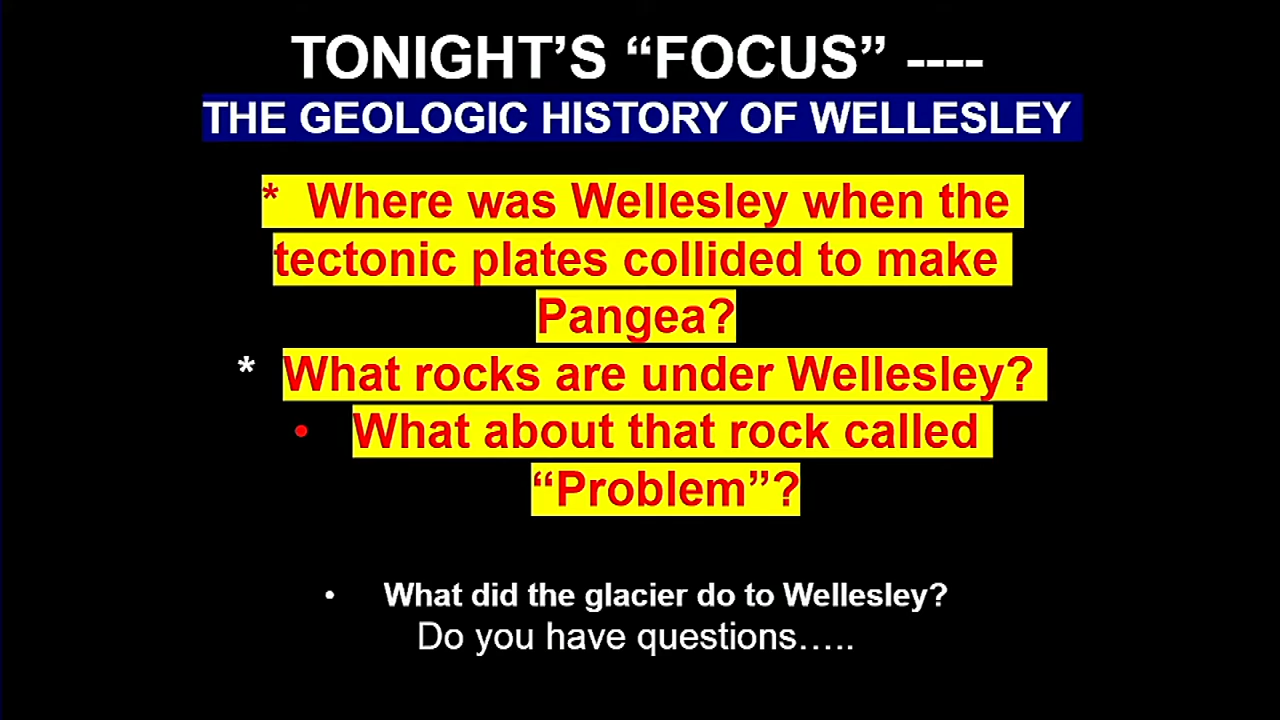 TONIGHT’S “FOCUS” ----
THE GEOLOGIC HISTORY OF WELLESLEY
* Where was Wellesley when the
tectonic plates collided to make
Pangea?
* What rocks are under Wellesley?
• What about that rock called
“Problem”?
• What did the glacier do to Wellesley?
Do you have questions…..